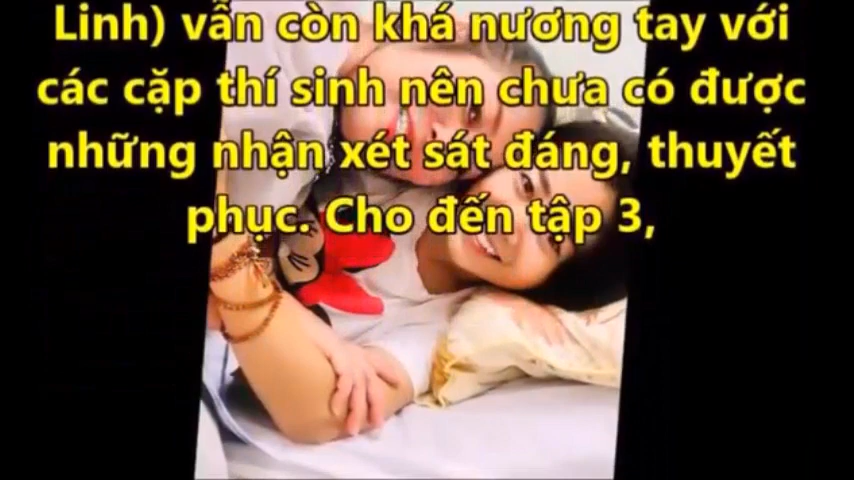 Linh) vẫn còn khá nương tay với
các cặp thí sinh nên chưa có được
những nhận xét sát đáng, thuyết
phục. Cho đến tập 3,